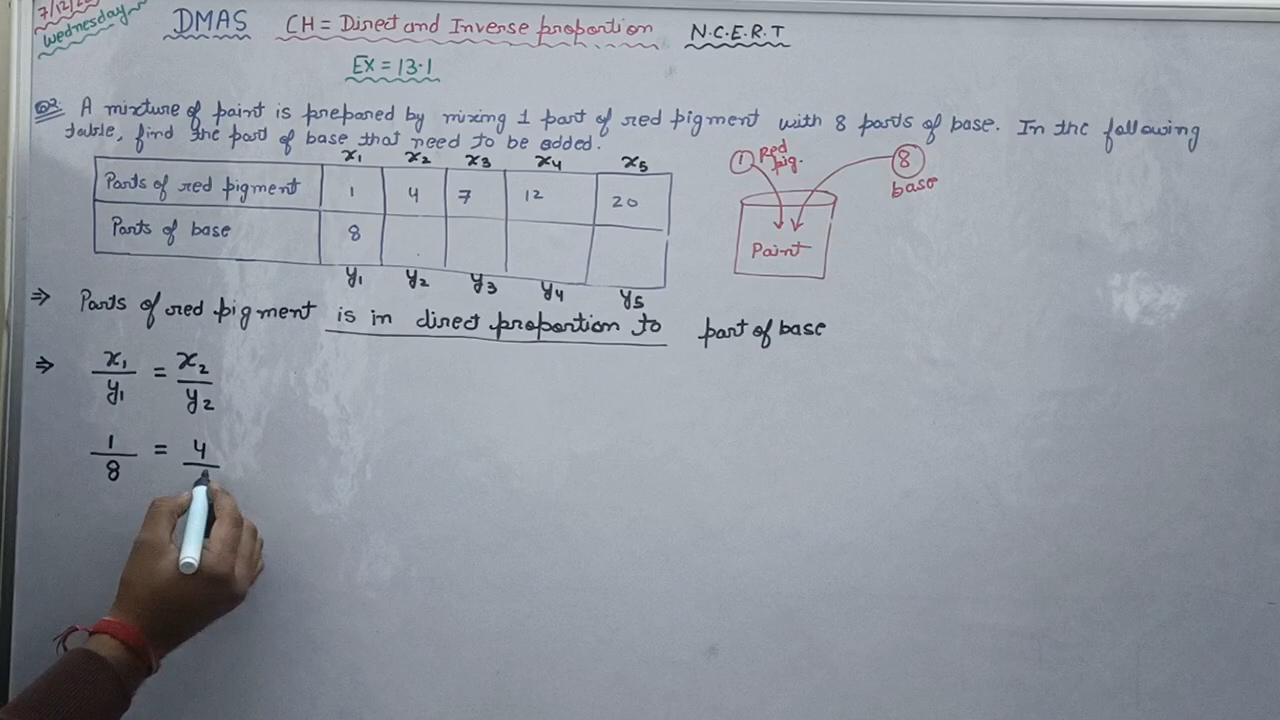 7/12/2
Wednesday
DMAS CH = Direct and Inverse proportion N.C.E.R.T
EX = 13.1
Q2. A mixture of paint is prepared by mixing 1 part of red pigment with 8 parts of base. In the following
table, find the part of base that need to be added.
x1 x2 x3 x4 x5
Parts of red pigment 1 4 7 12 20
Parts of base 8
y1 y2 y3 y4 y5
1 Red pig. 8 base
Paint
⇒ Parts of red pigment is in direct proportion to part of base
⇒ x1/y1 = x2/y2
1/8 = 4/